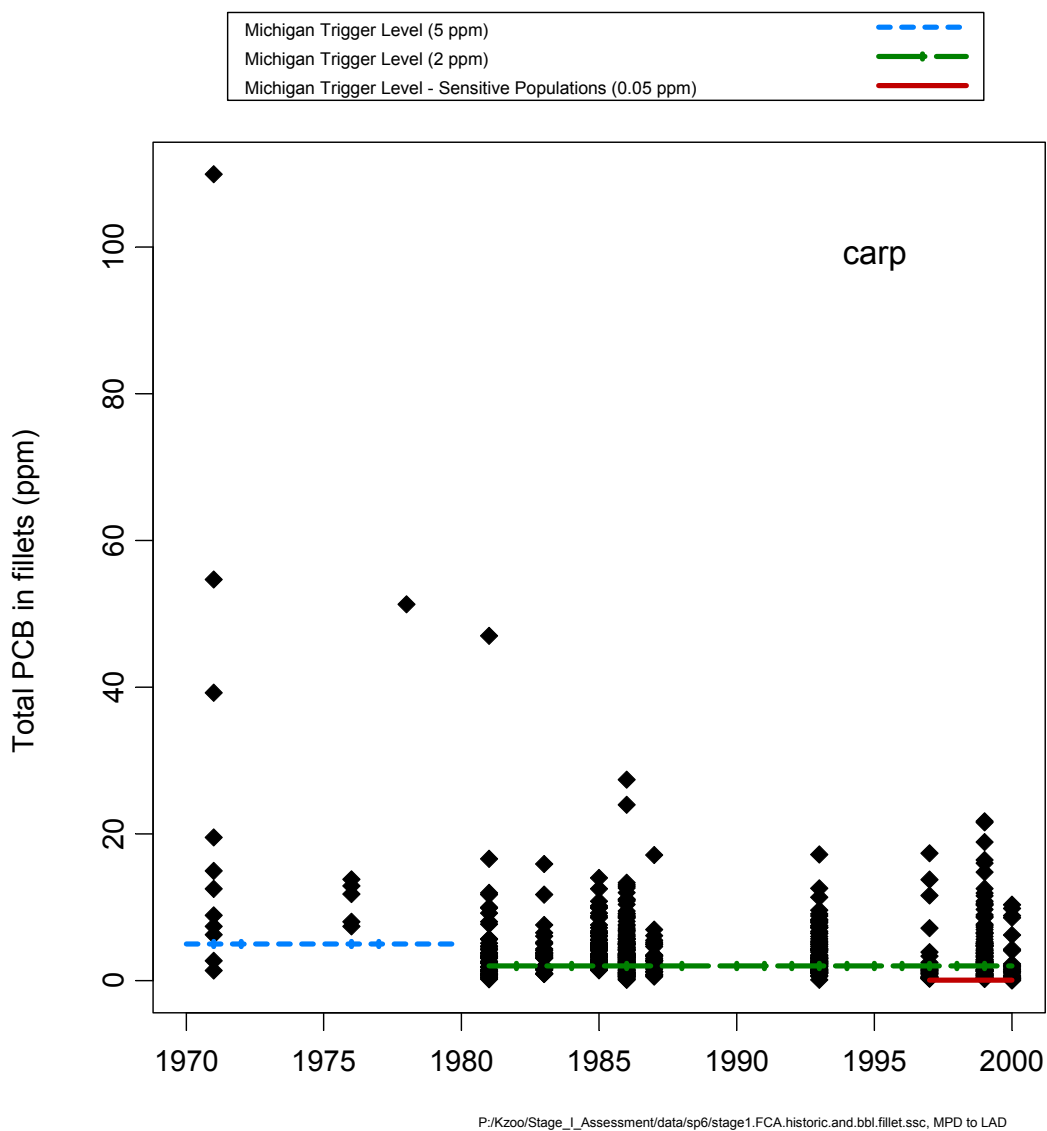 Michigan Trigger Level (5 ppm)
Michigan Trigger Level (2 ppm)
Michigan Trigger Level - Sensitive Populations (0.05 ppm)
carp
Total PCB in fillets (ppm)
100
80
60
40
20
0
1970 1975 1980 1985 1990 1995 2000
P:/Kzoo/Stage_I_Assessment/data/sp6/stage1.FCA.historic.and.bbl.fillet.ssc, MPD to LAD